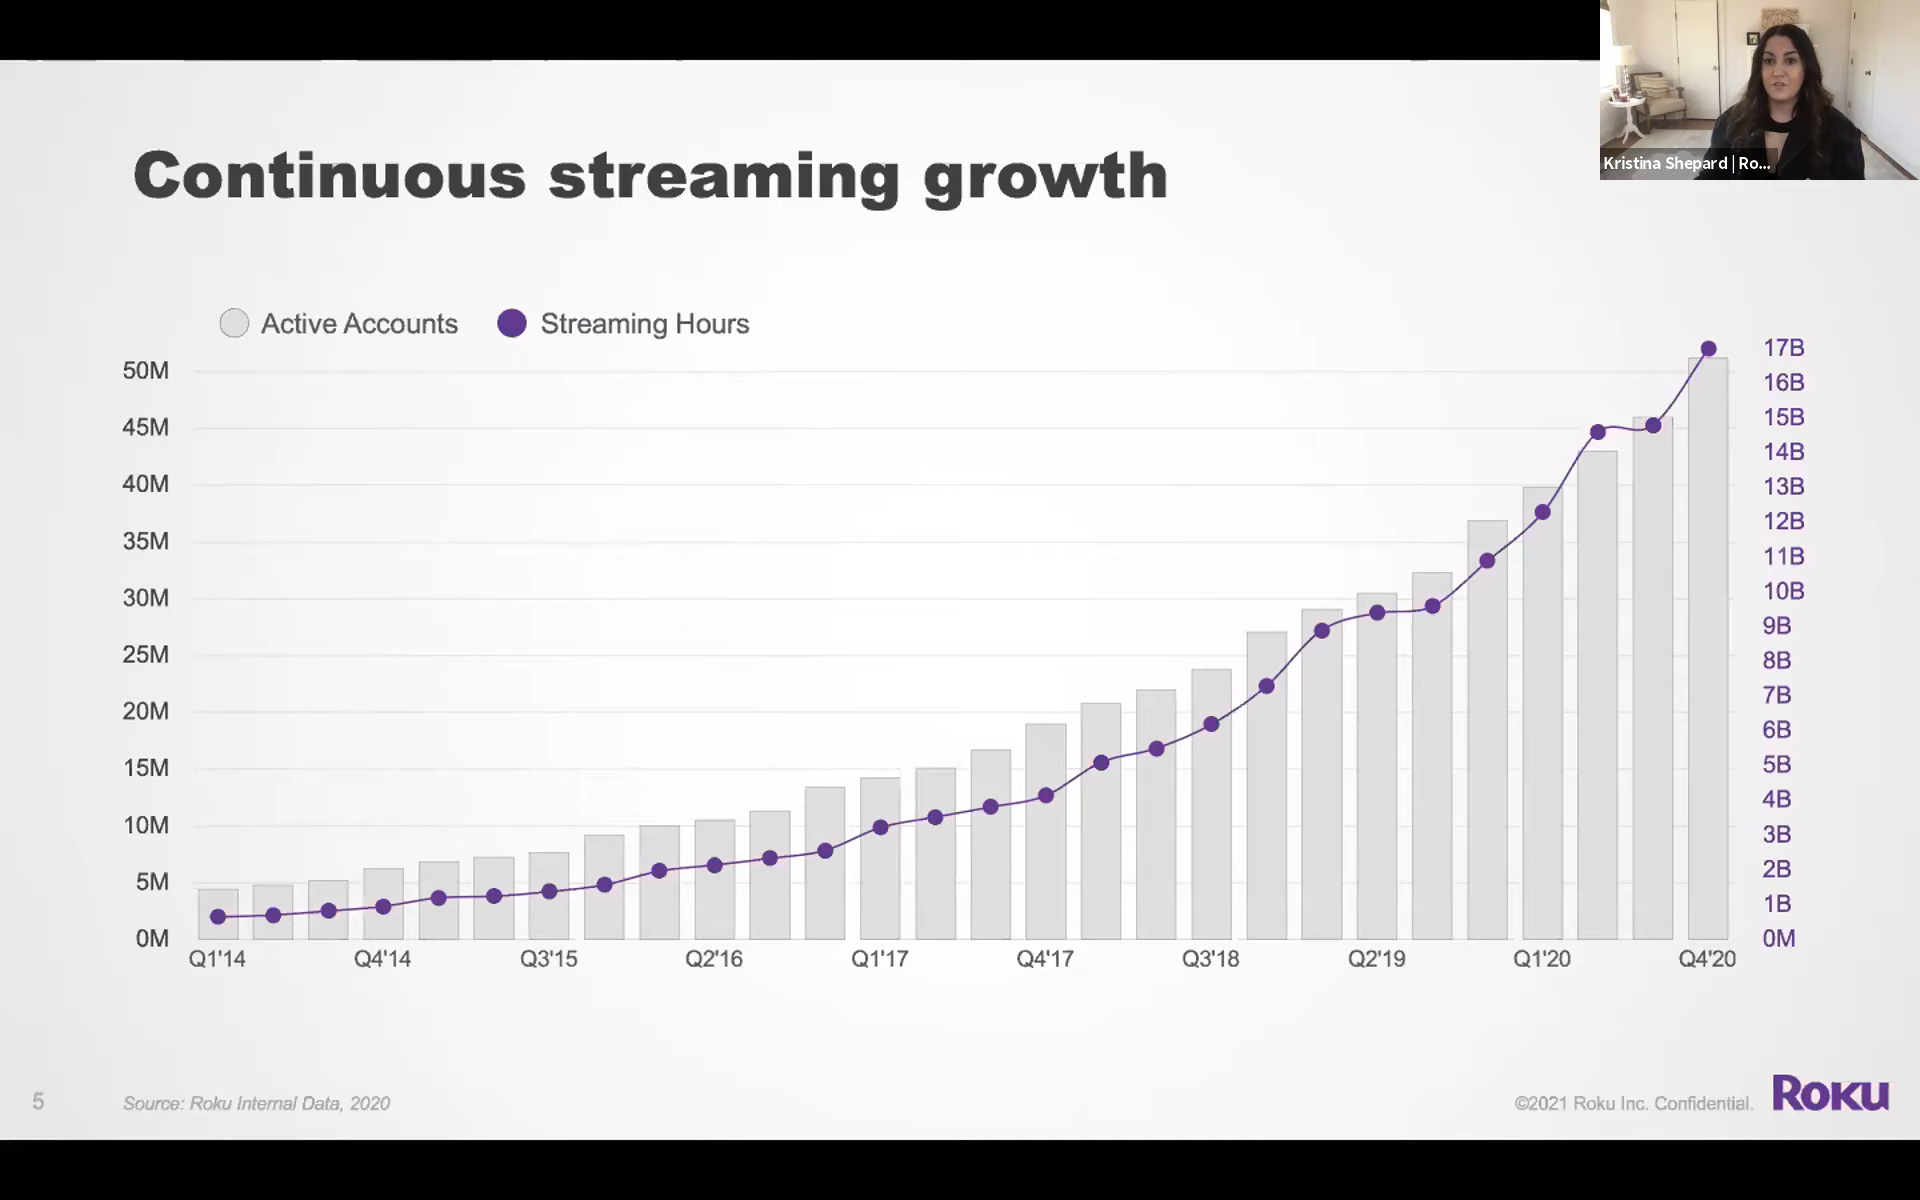 Kristina Shepard | Ro...
Continuous streaming growth
Active Accounts
Streaming Hours
50M
45M
40M
35M
30M
25M
20M
15M
10M
5M
0M
17B
16B
15B
14B
13B
12B
11B
10B
9B
8B
7B
6B
5B
4B
3B
2B
1B
0M
Q1'14
Q4'14
Q3'15
Q2'16
Q1'17
Q4'17
Q3'18
Q2'19
Q1'20
Q4'20
5
Source: Roku Internal Data, 2020
©2021 Roku Inc. Confidential.
ROKU